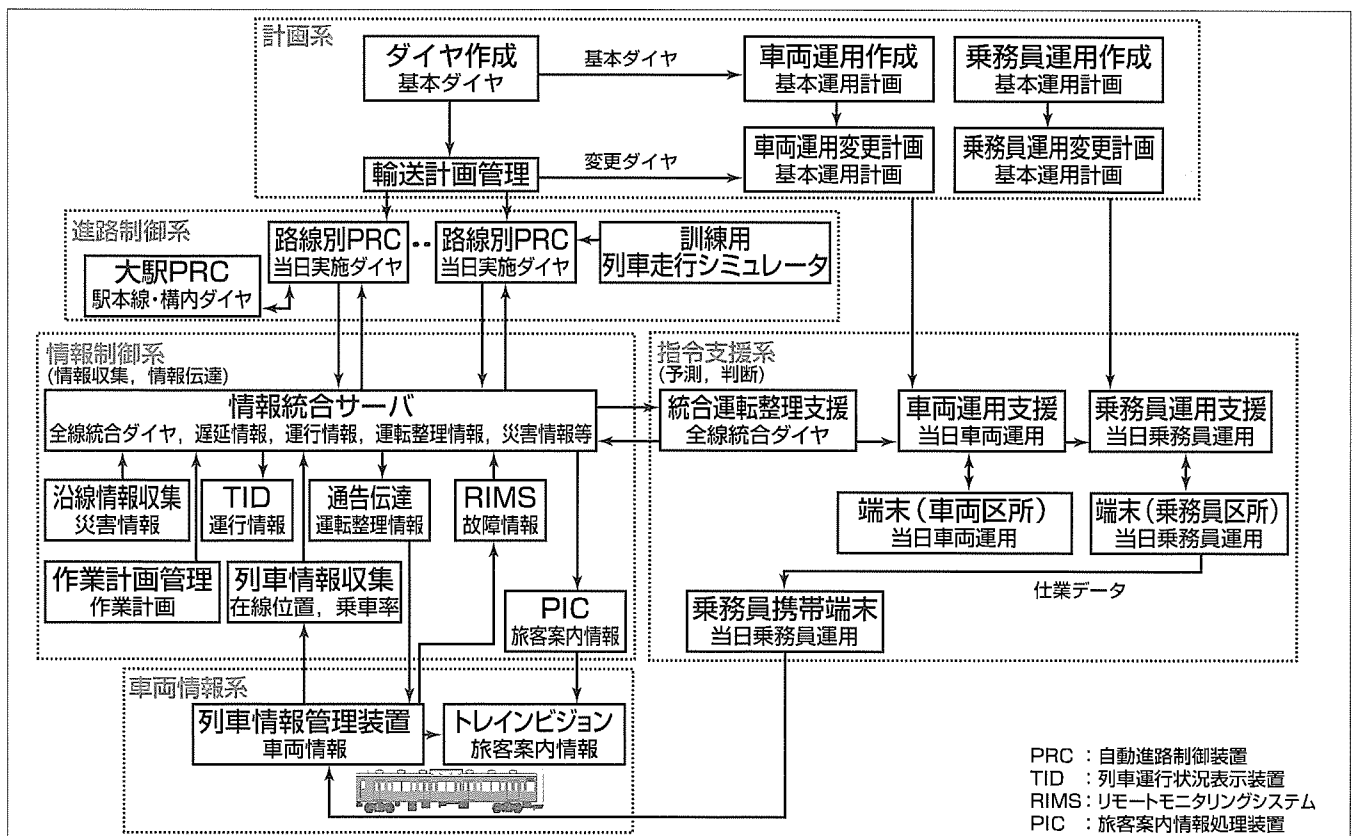 計画系
ダイヤ作成
基本ダイヤ
基本ダイヤ
車両運用作成
基本運用計画
乗務員運用作成
基本運用計画
輸送計画管理
変更ダイヤ
車両運用変更計画
基本運用計画
乗務員運用変更計画
基本運用計画
進路制御系
路線別PRC
当日実施ダイヤ
‥
路線別PRC
当日実施ダイヤ
訓練用
列車走行シミュレータ
大駅PRC
駅本線・構内ダイヤ
情報制御系
(情報収集,情報伝達)
情報統合サーバ
全線統合ダイヤ,遅延情報,運行情報,運転整理情報,災害情報等
沿線情報収集
災害情報
TID
運行情報
通告伝達
運転整理情報
RIMS
故障情報
作業計画管理
作業計画
列車情報収集
在線位置,乗車率
PIC
旅客案内情報
指令支援系
(予測,判断)
統合運転整理支援
全線統合ダイヤ
車両運用支援
当日車両運用
乗務員運用支援
当日乗務員運用
端末(車両区所)
当日車両運用
端末(乗務員区所)
当日乗務員運用
仕業データ
乗務員携帯端末
当日乗務員運用
車両情報系
列車情報管理装置
車両情報
トレインビジョン
旅客案内情報
PRC :自動進路制御装置
TID :列車運行状況表示装置
RIMS:リモートモニタリングシステム
PIC :旅客案内情報処理装置